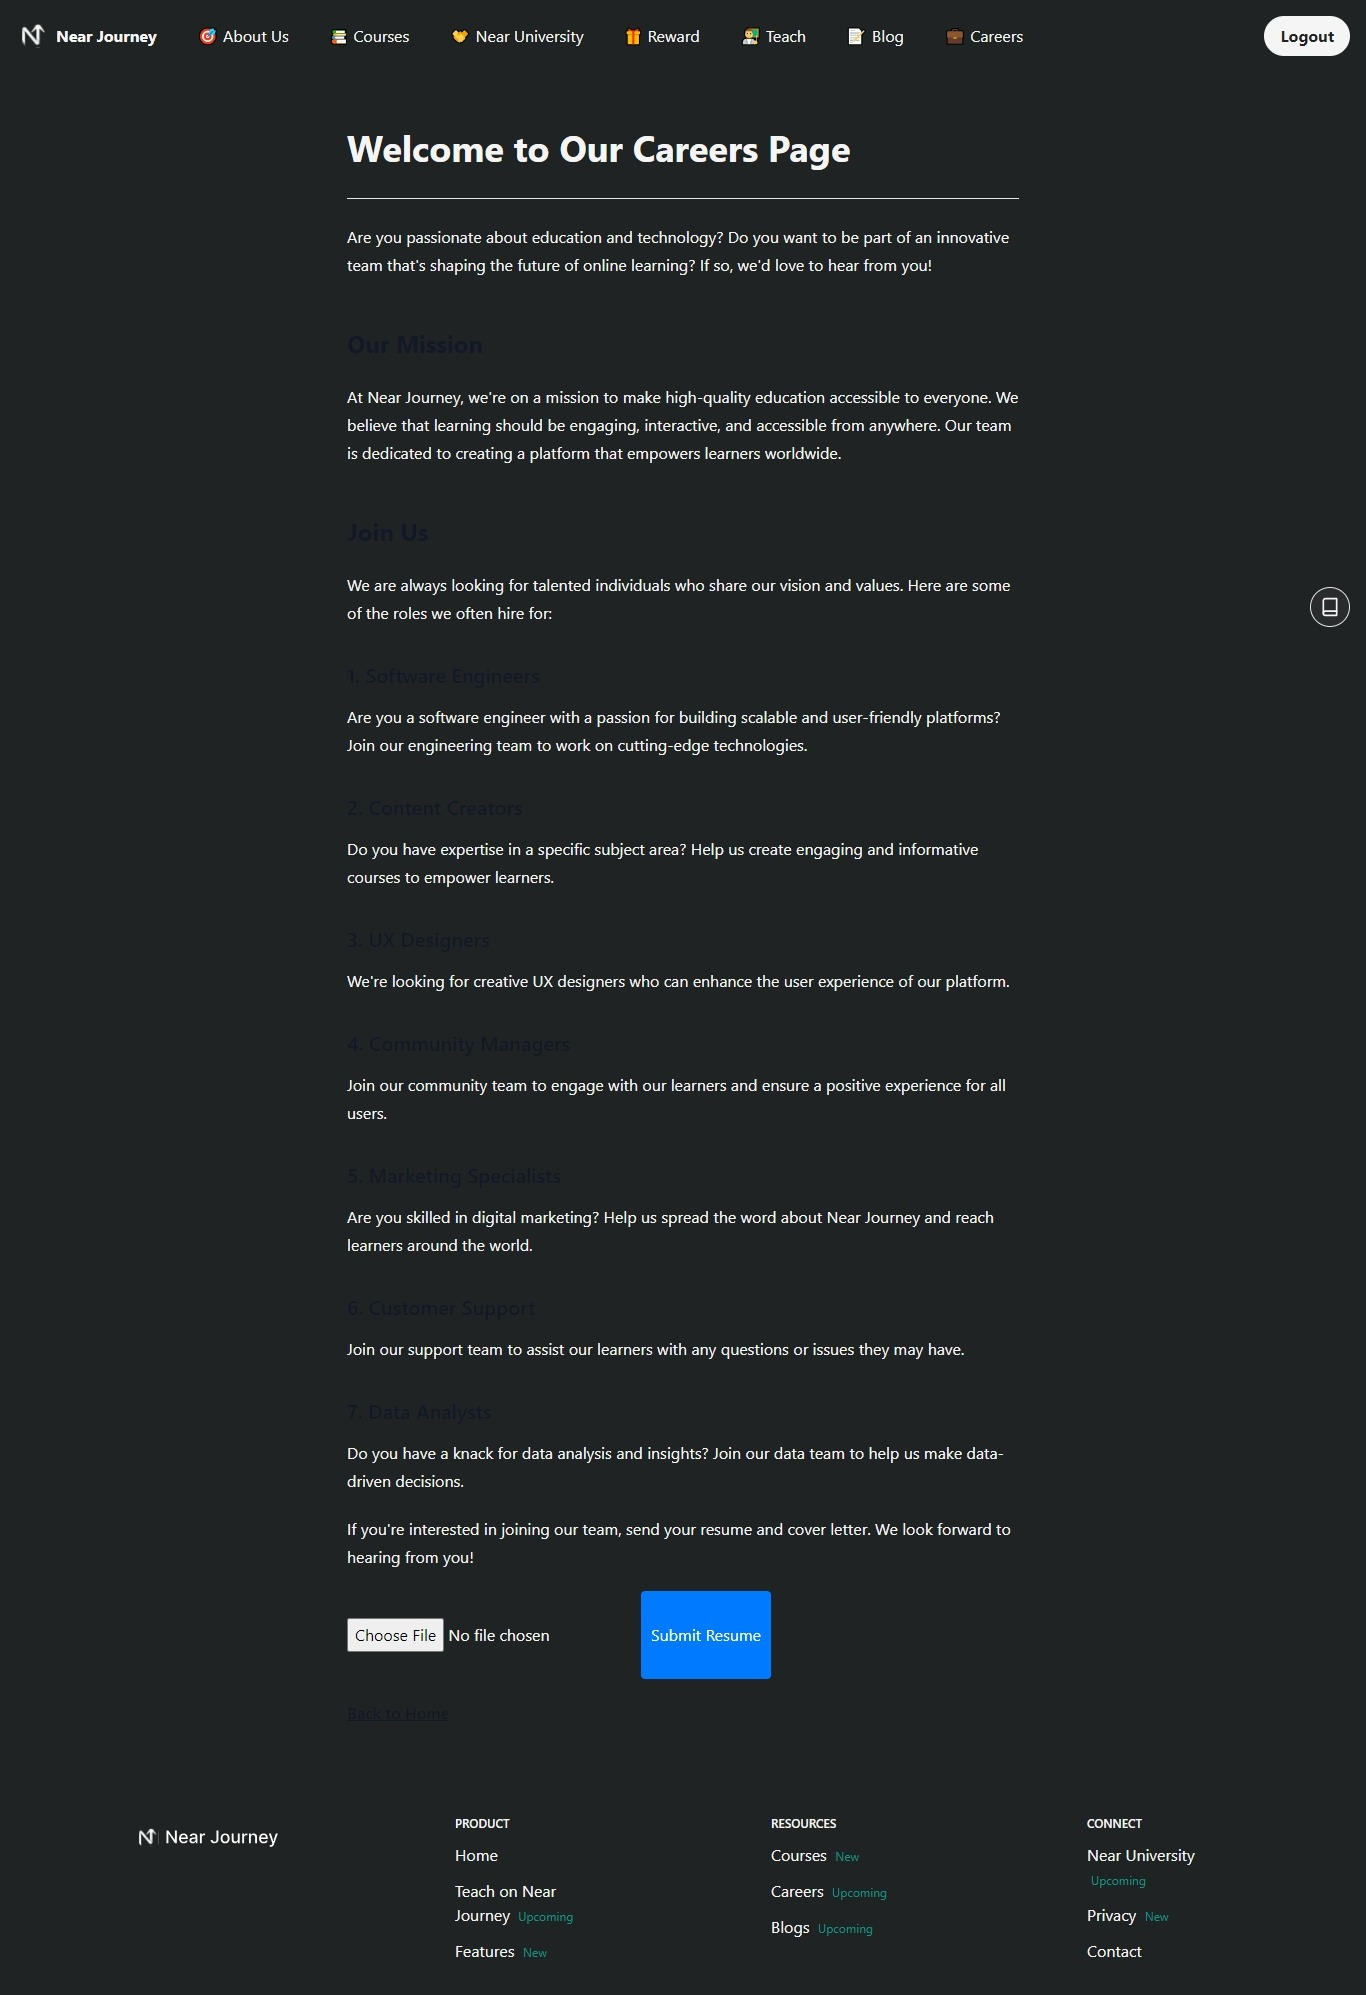 Near Journey
🎯 About Us
📚 Courses
🤝 Near University
🎁 Reward
👨‍🏫 Teach
📝 Blog
💼 Careers
Logout
Welcome to Our Careers Page
Are you passionate about education and technology? Do you want to be part of an innovative
team that's shaping the future of online learning? If so, we'd love to hear from you!
Our Mission
At Near Journey, we're on a mission to make high-quality education accessible to everyone. We
believe that learning should be engaging, interactive, and accessible from anywhere. Our team
is dedicated to creating a platform that empowers learners worldwide.
Join Us
We are always looking for talented individuals who share our vision and values. Here are some
of the roles we often hire for:
1. Software Engineers
Are you a software engineer with a passion for building scalable and user-friendly platforms?
Join our engineering team to work on cutting-edge technologies.
2. Content Creators
Do you have expertise in a specific subject area? Help us create engaging and informative
courses to empower learners.
3. UX Designers
We're looking for creative UX designers who can enhance the user experience of our platform.
4. Community Managers
Join our community team to engage with our learners and ensure a positive experience for all
users.
5. Marketing Specialists
Are you skilled in digital marketing? Help us spread the word about Near Journey and reach
learners around the world.
6. Customer Support
Join our support team to assist our learners with any questions or issues they may have.
7. Data Analysts
Do you have a knack for data analysis and insights? Join our data team to help us make data-
driven decisions.
If you're interested in joining our team, send your resume and cover letter. We look forward to
hearing from you!
Choose File No file chosen
Submit Resume
Back to Home
Near Journey
PRODUCT
Home
Teach on Near
Journey Upcoming
Features New
RESOURCES
Courses New
Careers Upcoming
Blogs Upcoming
CONNECT
Near University
Upcoming
Privacy New
Contact